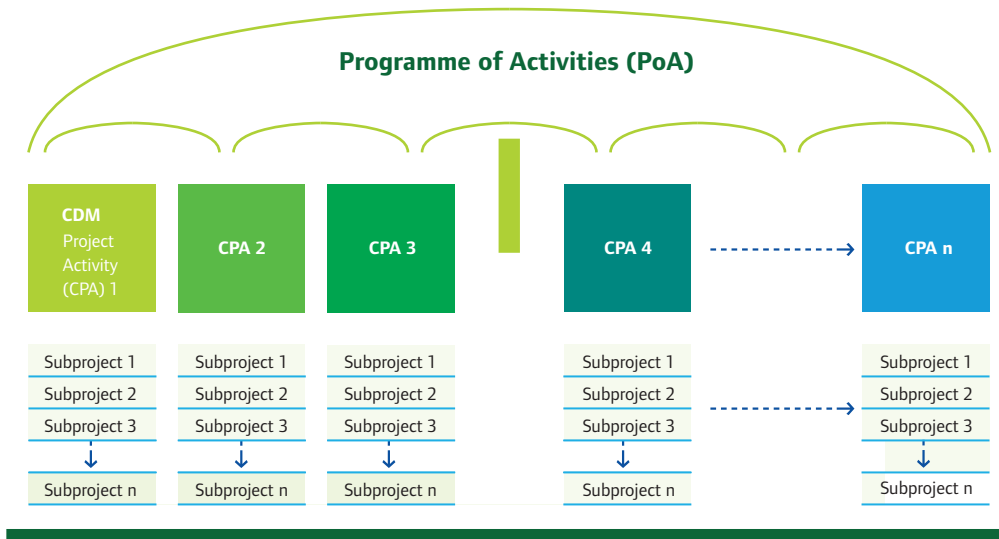 Programme of Activities (PoA)
CDM
Project
Activity
(CPA) 1
CPA 2
CPA 3
CPA 4
CPA n
Subproject 1
Subproject 1
Subproject 1
Subproject 1
Subproject 1
Subproject 2
Subproject 2
Subproject 2
Subproject 2
Subproject 2
Subproject 3
Subproject 3
Subproject 3
Subproject 3
Subproject 3
Subproject n
Subproject n
Subproject n
Subproject n
Subproject n